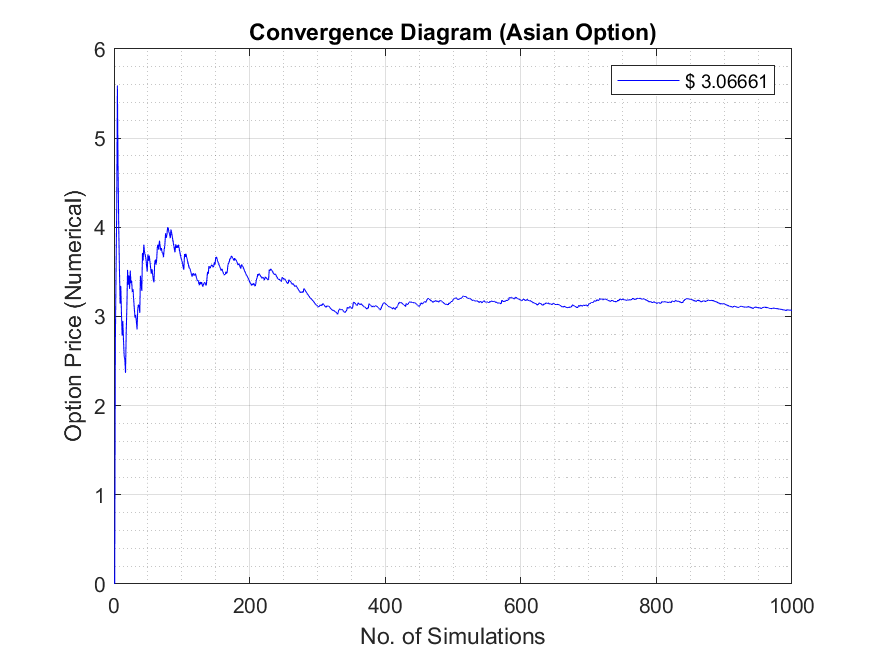 Convergence Diagram (Asian Option)
$ 3.06661
6
5
4
3
2
1
0
Option Price (Numerical)
0 200 400 600 800 1000
No. of Simulations